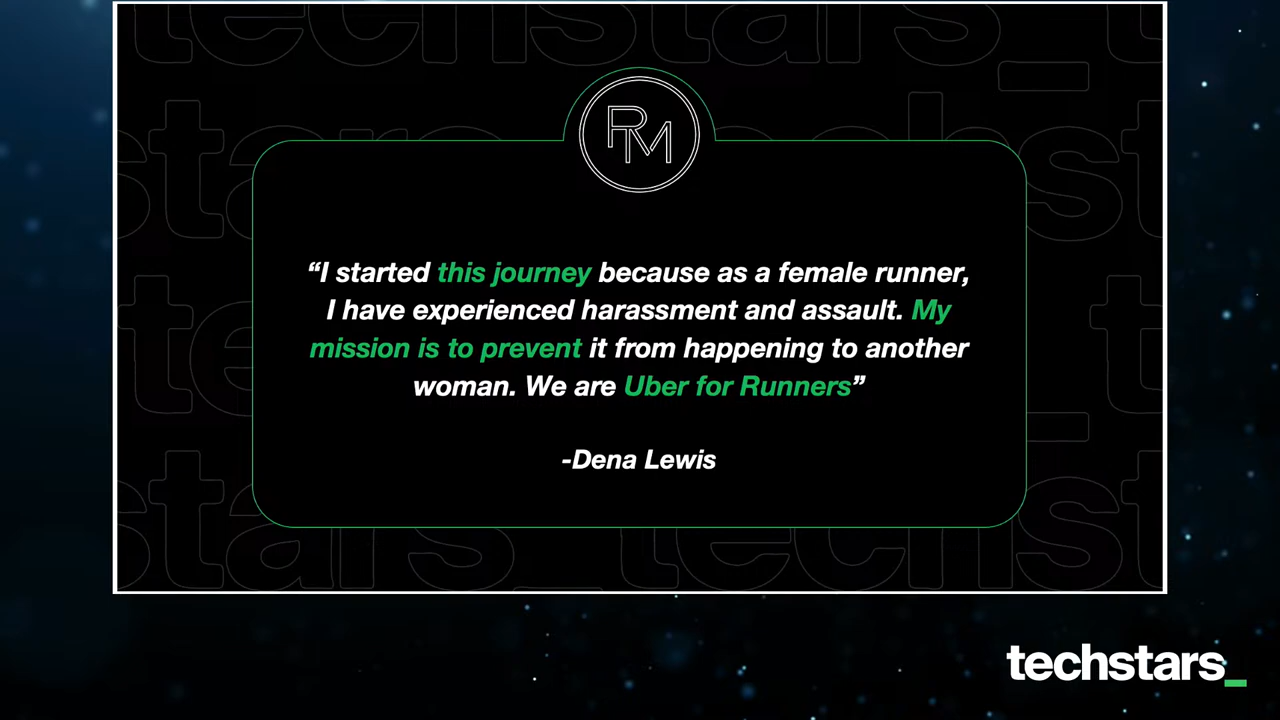 RM
“I started this journey because as a female runner,
I have experienced harassment and assault. My
mission is to prevent it from happening to another
woman. We are Uber for Runners”
-Dena Lewis
techstars_